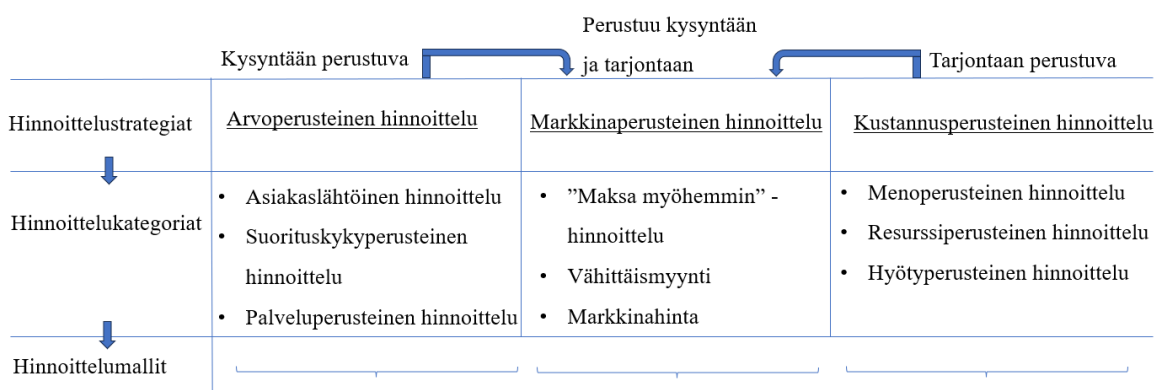 Perustuu kysyntään
ja tarjontaan
Kysyntään perustuva
Tarjontaan perustuva
Hinnoittelustrategiat
Arvoperusteinen hinnoittelu
Markkinaperusteinen hinnoittelu
Kustannusperusteinen hinnoittelu
Hinnoittelukategoriat
• Asiakaslähtöinen hinnoittelu
• Suorituskykyperusteinen
hinnoittelu
• Palveluperusteinen hinnoittelu
• ”Maksa myöhemmin” -
hinnoittelu
• Vähittäismyynti
• Markkinahinta
• Menoperusteinen hinnoittelu
• Resurssiperusteinen hinnoittelu
• Hyötyperusteinen hinnoittelu
Hinnoittelumallit